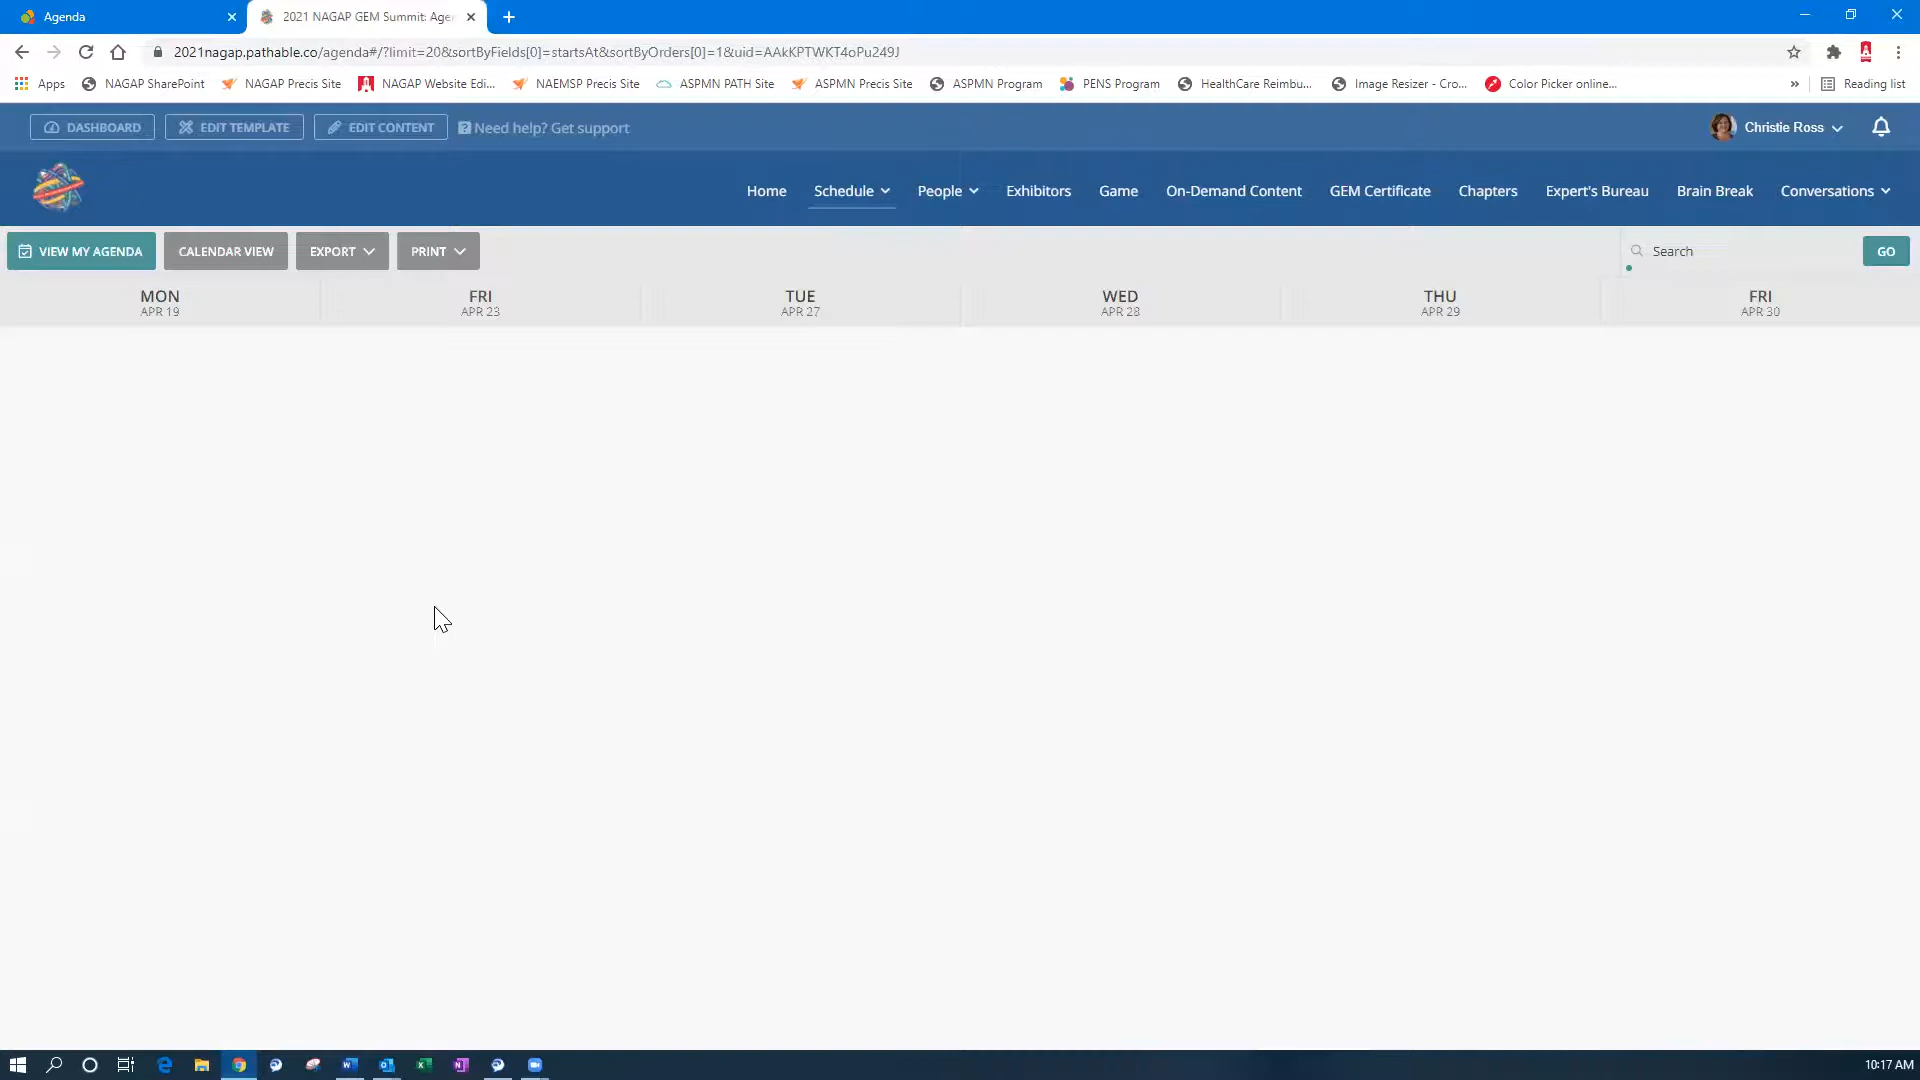 Agenda
2021 NAGAP GEM Summit: Age
2021nagap.pathable.co/agenda#/?limit=20&sortByFields[0]=startsAt&sortByOrders[0]=1&uid=AAkKPTWKT4oPu249J
Apps NAGAP SharePoint NAGAP Precis Site NAGAP Website Edi... NAEMSP Precis Site ASPMN PATH Site ASPMN Precis Site ASPMN Program PENS Program HealthCare Reimbu... Image Resizer - Cro... Color Picker online... » Reading list
DASHBOARD EDIT TEMPLATE EDIT CONTENT Need help? Get support Christie Ross
Home Schedule People Exhibitors Game On-Demand Content GEM Certificate Chapters Expert's Bureau Brain Break Conversations
VIEW MY AGENDA CALENDAR VIEW EXPORT PRINT Search GO
MON FRI TUE WED THU FRI
APR 19 APR 23 APR 27 APR 28 APR 29 APR 30
10:17 AM